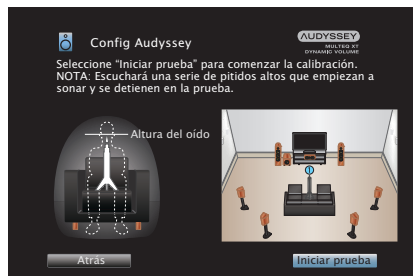 Config Audyssey
AUDYSSEY
MULTEQ XT
DYNAMIC VOLUME
Seleccione “Iniciar prueba” para comenzar la calibración.
NOTA: Escuchará una serie de pitidos altos que empiezan a
sonar y se detienen en la prueba.
Altura del oído
Atrás
Iniciar prueba